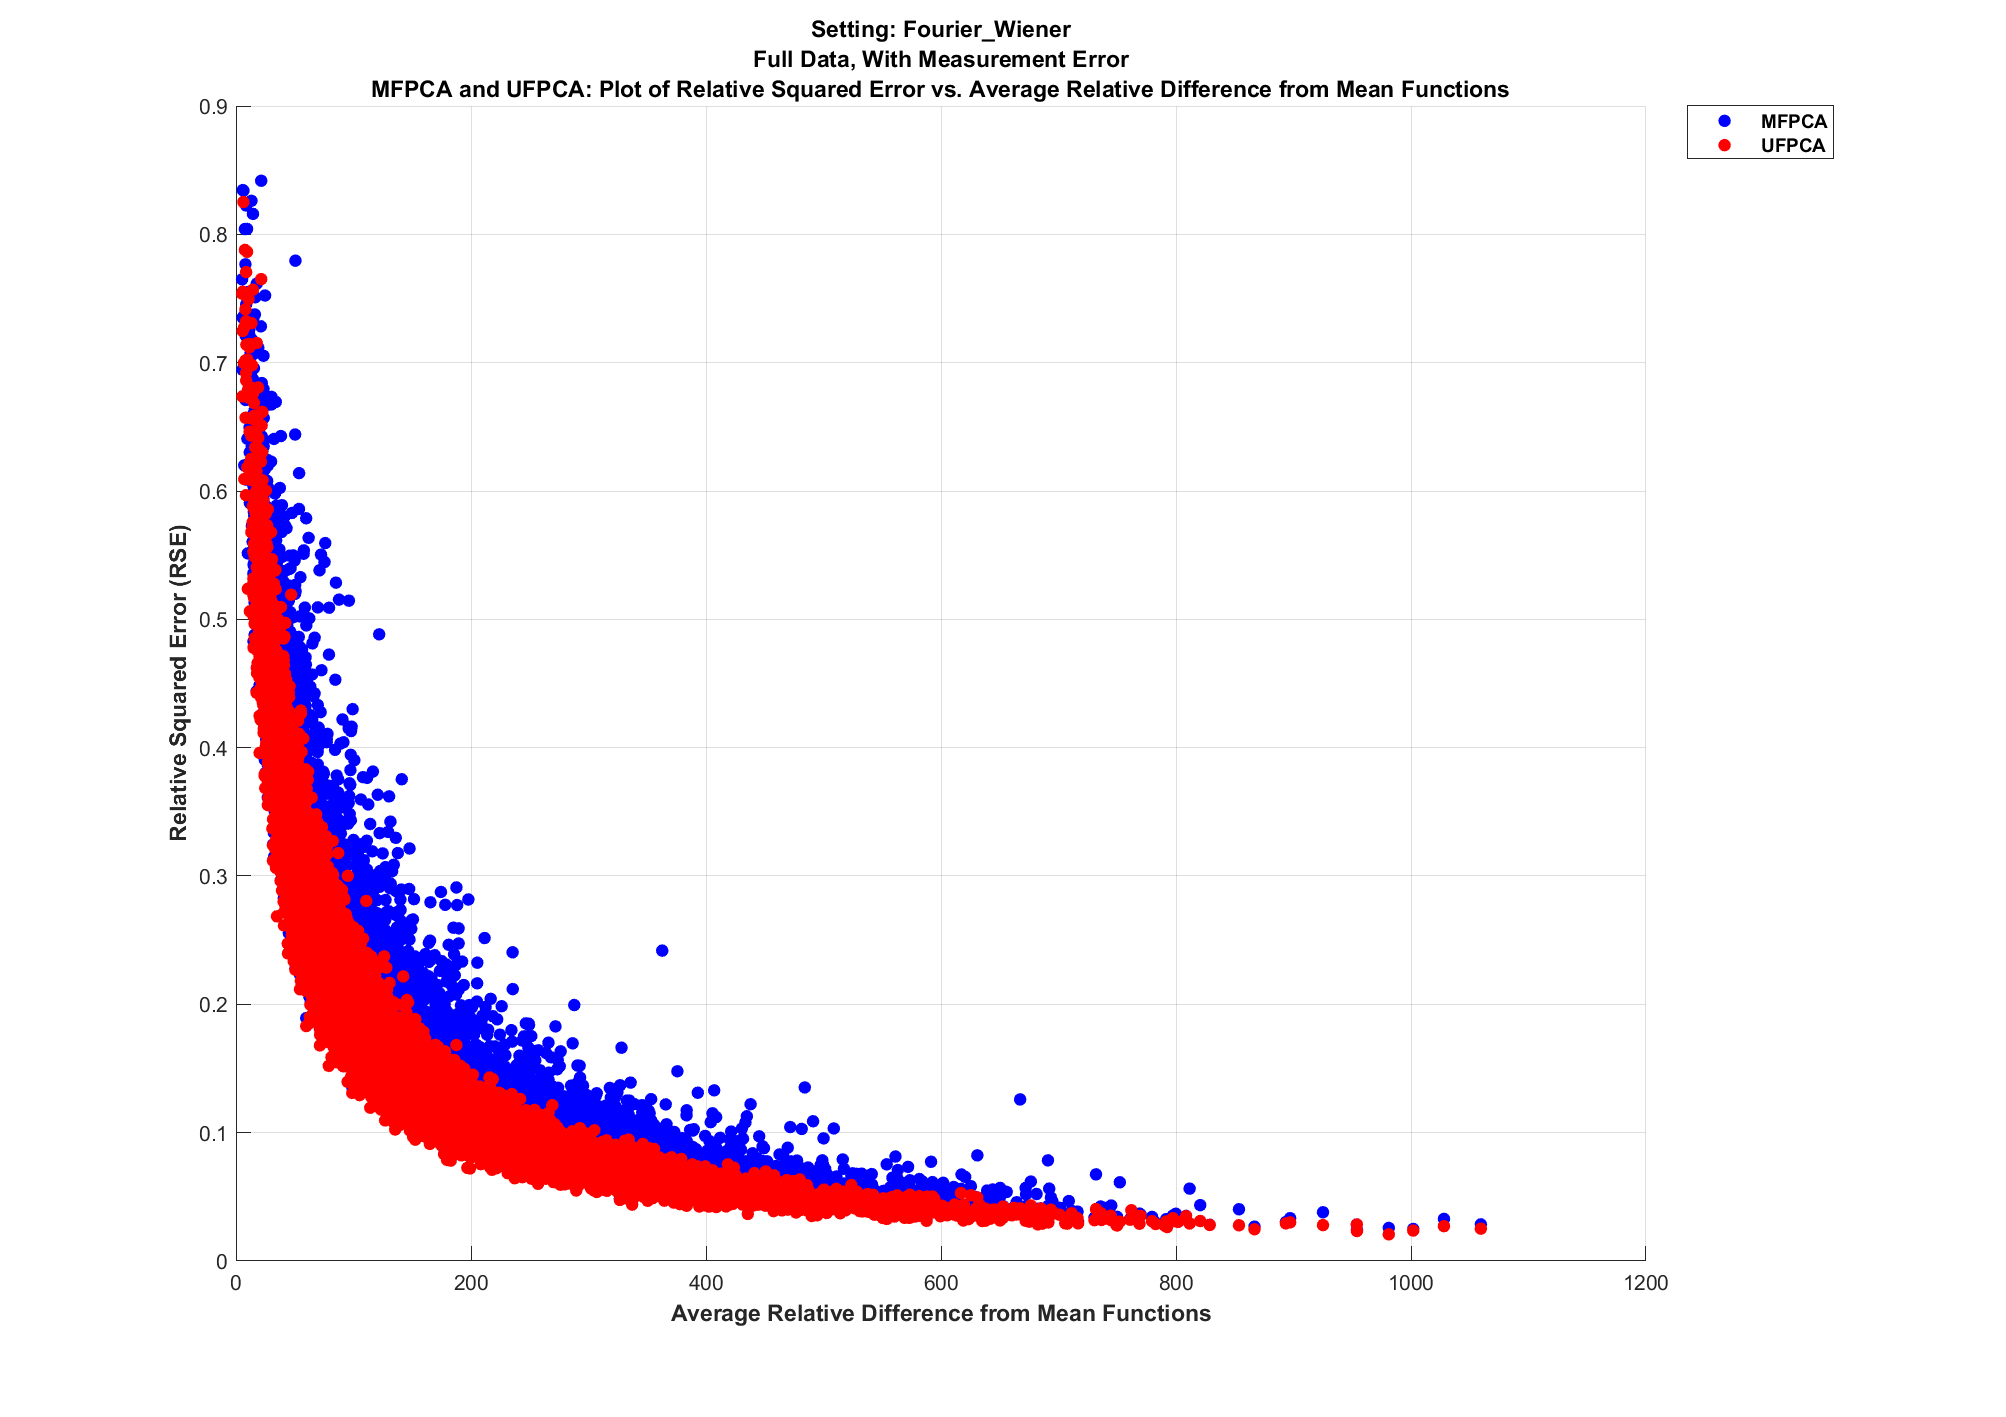 Setting: Fourier_Wiener
Full Data, With Measurement Error
MFPCA and UFPCA: Plot of Relative Squared Error vs. Average Relative Difference from Mean Functions
MFPCA
UFPCA
Relative Squared Error (RSE)
0.9
0.8
0.7
0.6
0.5
0.4
0.3
0.2
0.1
0
0 200 400 600 800 1000 1200
Average Relative Difference from Mean Functions